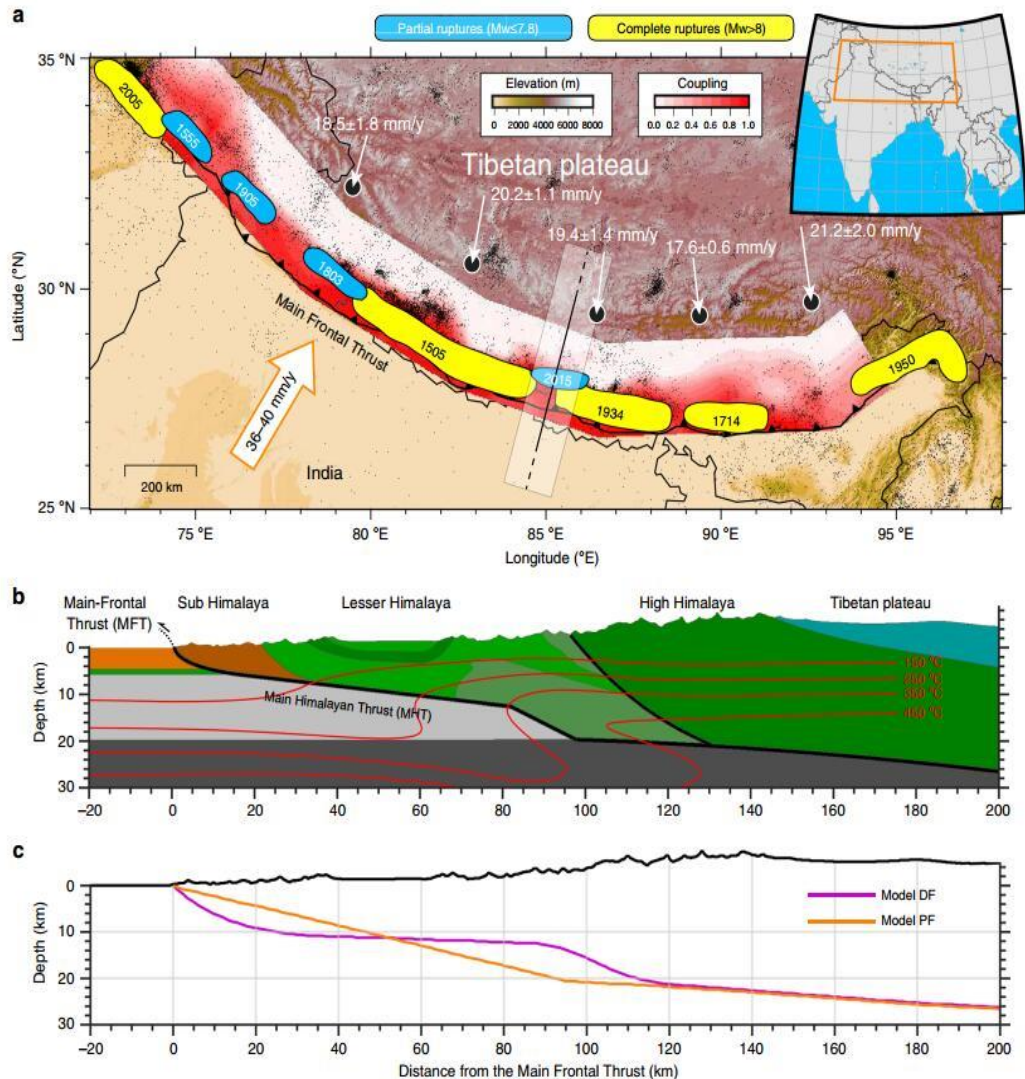 a
Partial ruptures (Mw≤7.8)
Complete ruptures (Mw>8)
35 °N
30 °N
25 °N
Latitude (°N)
Elevation (m)
0 2000 4000 6000 8000
Coupling
0.0 0.2 0.4 0.6 0.8 1.0
18.5±1.8 mm/y
Tibetan plateau
20.2±1.1 mm/y
19.4±1.4 mm/y
17.6±0.6 mm/y
21.2±2.0 mm/y
2005
1555
1905
1803
1505
2015
1934
1714
1950
Main Frontal Thrust
36–40 mm/y
India
200 km
75 °E 80 °E 85 °E 90 °E 95 °E
Longitude (°E)
b
Main-Frontal
Thrust (MFT)
Sub Himalaya
Lesser Himalaya
High Himalaya
Tibetan plateau
Depth (km)
0
10
20
30
Main Himalayan Thrust (MHT)
150 °C
250 °C
350 °C
450 °C
–20 0 20 40 60 80 100 120 140 160 180 200
c
Depth (km)
0
10
20
30
Model DF
Model PF
–20 0 20 40 60 80 100 120 140 160 180 200
Distance from the Main Frontal Thrust (km)